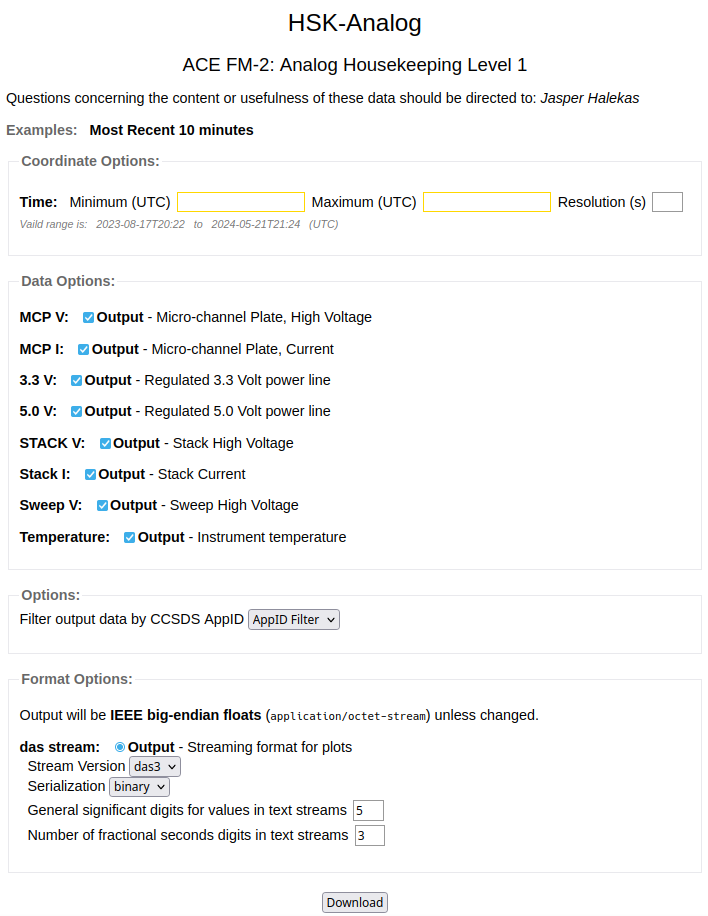 HSK-Analog
ACE FM-2: Analog Housekeeping Level 1
Questions concerning the content or usefulness of these data should be directed to: Jasper Halekas
Examples: Most Recent 10 minutes
Coordinate Options:
Time: Minimum (UTC) Maximum (UTC) Resolution (s)
Vaild range is: 2023-08-17T20:22 to 2024-05-21T21:24 (UTC)
Data Options:
MCP V: Output - Micro-channel Plate, High Voltage
MCP I: Output - Micro-channel Plate, Current
3.3 V: Output - Regulated 3.3 Volt power line
5.0 V: Output - Regulated 5.0 Volt power line
STACK V: Output - Stack High Voltage
Stack I: Output - Stack Current
Sweep V: Output - Sweep High Voltage
Temperature: Output - Instrument temperature
Options:
Filter output data by CCSDS AppID AppID Filter
Format Options:
Output will be IEEE big-endian floats (application/octet-stream) unless changed.
das stream: Output - Streaming format for plots
Stream Version das3
Serialization binary
General significant digits for values in text streams 5
Number of fractional seconds digits in text streams 3
Download